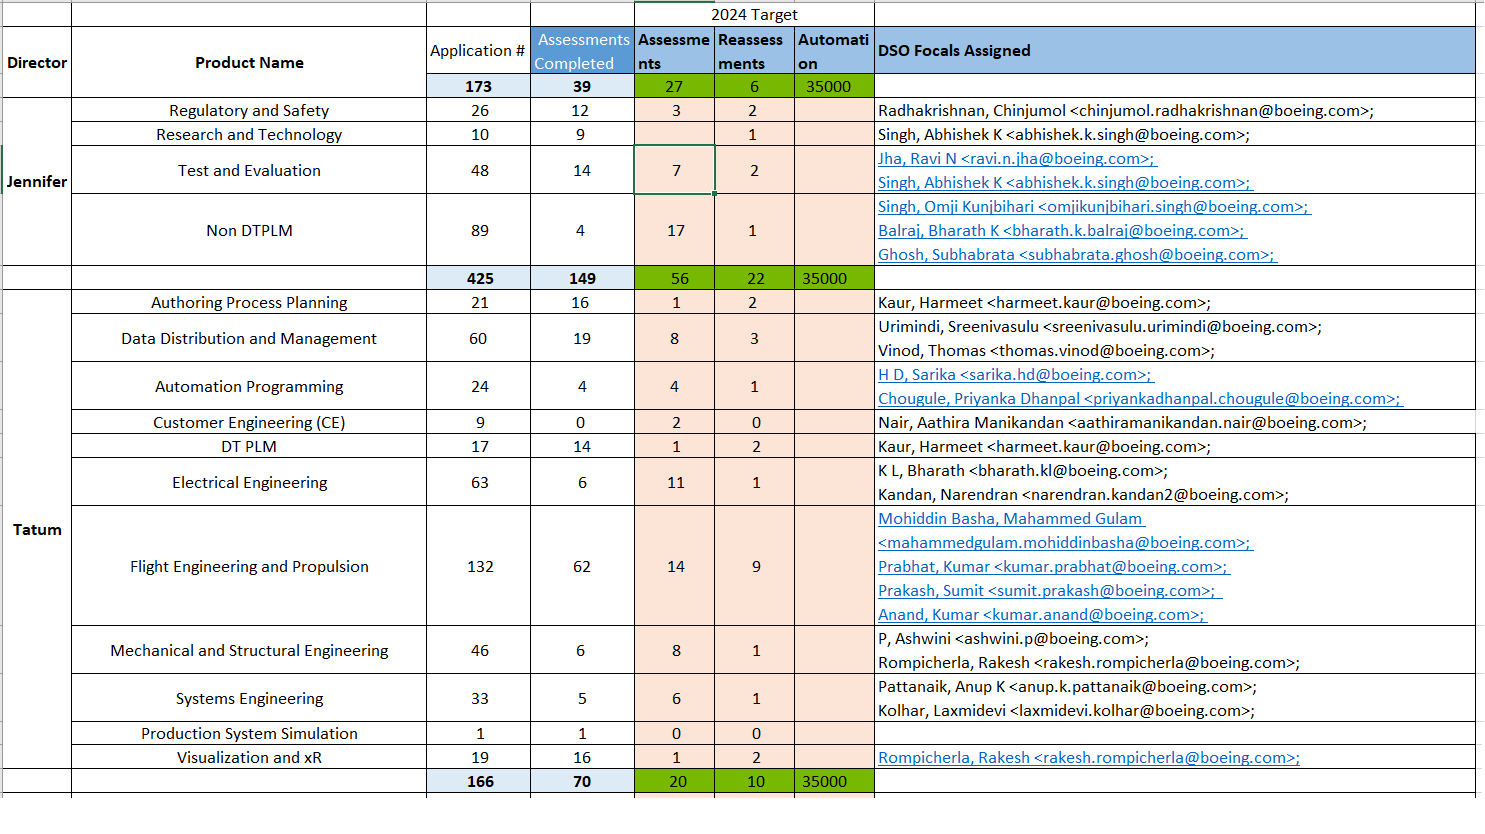 2024 Target
Director Product Name Application # Assessments Completed Assessme nts Reassess ments Automati on DSO Focals Assigned
173 39 27 6 35000
Jennifer
Regulatory and Safety 26 12 3 2 Radhakrishnan, Chinjumol <chinjumol.radhakrishnan@boeing.com>;
Research and Technology 10 9 1 Singh, Abhishek K <abhishek.k.singh@boeing.com>;
Test and Evaluation 48 14 7 2 Jha, Ravi N <ravi.n.jha@boeing.com>;
Singh, Abhishek K <abhishek.k.singh@boeing.com>;
Non DTPLM 89 4 17 1 Singh, Omji Kunjbihari <omjikunjbihari.singh@boeing.com>;
Balraj, Bharath K <bharath.k.balraj@boeing.com>;
Ghosh, Subhabrata <subhabrata.ghosh@boeing.com>;
425 149 56 22 35000
Tatum
Authoring Process Planning 21 16 1 2 Kaur, Harmeet <harmeet.kaur@boeing.com>;
Data Distribution and Management 60 19 8 3 Urimindi, Sreenivasulu <sreenivasulu.urimindi@boeing.com>;
Vinod, Thomas <thomas.vinod@boeing.com>;
Automation Programming 24 4 4 1 H D, Sarika <sarika.hd@boeing.com>;
Chougule, Priyanka Dhanpal <priyankadhanpal.chougule@boeing.com>;
Customer Engineering (CE) 9 0 2 0 Nair, Aathira Manikandan <aathiramanikandan.nair@boeing.com>;
DT PLM 17 14 1 2 Kaur, Harmeet <harmeet.kaur@boeing.com>;
Electrical Engineering 63 6 11 1 K L, Bharath <bharath.kl@boeing.com>;
Kandan, Narendran <narendran.kandan2@boeing.com>;
Flight Engineering and Propulsion 132 62 14 9 Mohiddin Basha, Mahammed Gulam
<mahammedgulam.mohiddinbasha@boeing.com>;
Prabhat, Kumar <kumar.prabhat@boeing.com>;
Prakash, Sumit <sumit.prakash@boeing.com>;
Anand, Kumar <kumar.anand@boeing.com>;
Mechanical and Structural Engineering 46 6 8 1 P, Ashwini <ashwini.p@boeing.com>;
Rompicherla, Rakesh <rakesh.rompicherla@boeing.com>;
Systems Engineering 33 5 6 1 Pattanaik, Anup K <anup.k.pattanaik@boeing.com>;
Kolhar, Laxmidevi <laxmidevi.kolhar@boeing.com>;
Production System Simulation 1 1 0 0
Visualization and xR 19 16 1 2 Rompicherla, Rakesh <rakesh.rompicherla@boeing.com>;
166 70 20 10 35000